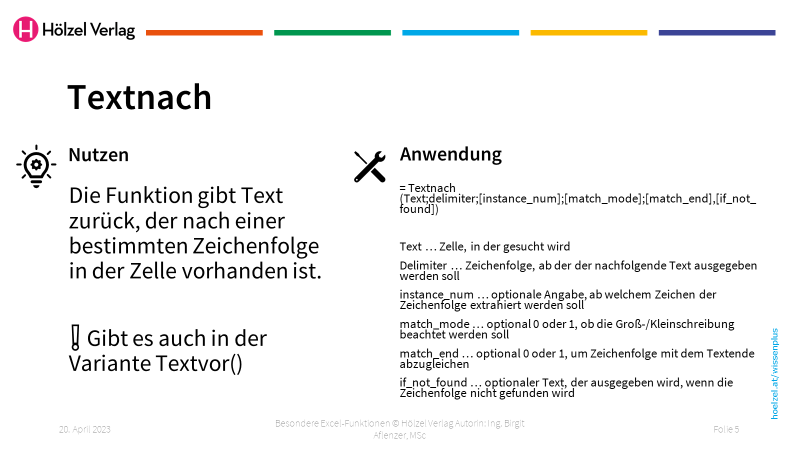 Hölzel Verlag
Textnach
Nutzen
Die Funktion gibt Text
zurück, der nach einer
bestimmten Zeichenfolge
in der Zelle vorhanden ist.
Gibt es auch in der
Variante Textvor()
Anwendung
= Textnach
(Text;delimiter;[instance_num];[match_mode];[match_end],[if_not_
found])
Text … Zelle, in der gesucht wird
Delimiter … Zeichenfolge, ab der der nachfolgende Text ausgegeben
werden soll
instance_num … optionale Angabe, ab welchem Zeichen der
Zeichenfolge extrahiert werden soll
match_mode … optional 0 oder 1, ob die Groß-/Kleinschreibung
beachtet werden soll
match_end … optional 0 oder 1, um Zeichenfolge mit dem Textende
abzugleichen
if_not_found … optionaler Text, der ausgegeben wird, wenn die
Zeichenfolge nicht gefunden wird
hoelzel.at/wissenplus
20. April 2023
Besondere Excel-Funktionen © Hölzel Verlag Autorin: Ing. Birgit
Aflenzer, MSc
Folie 5